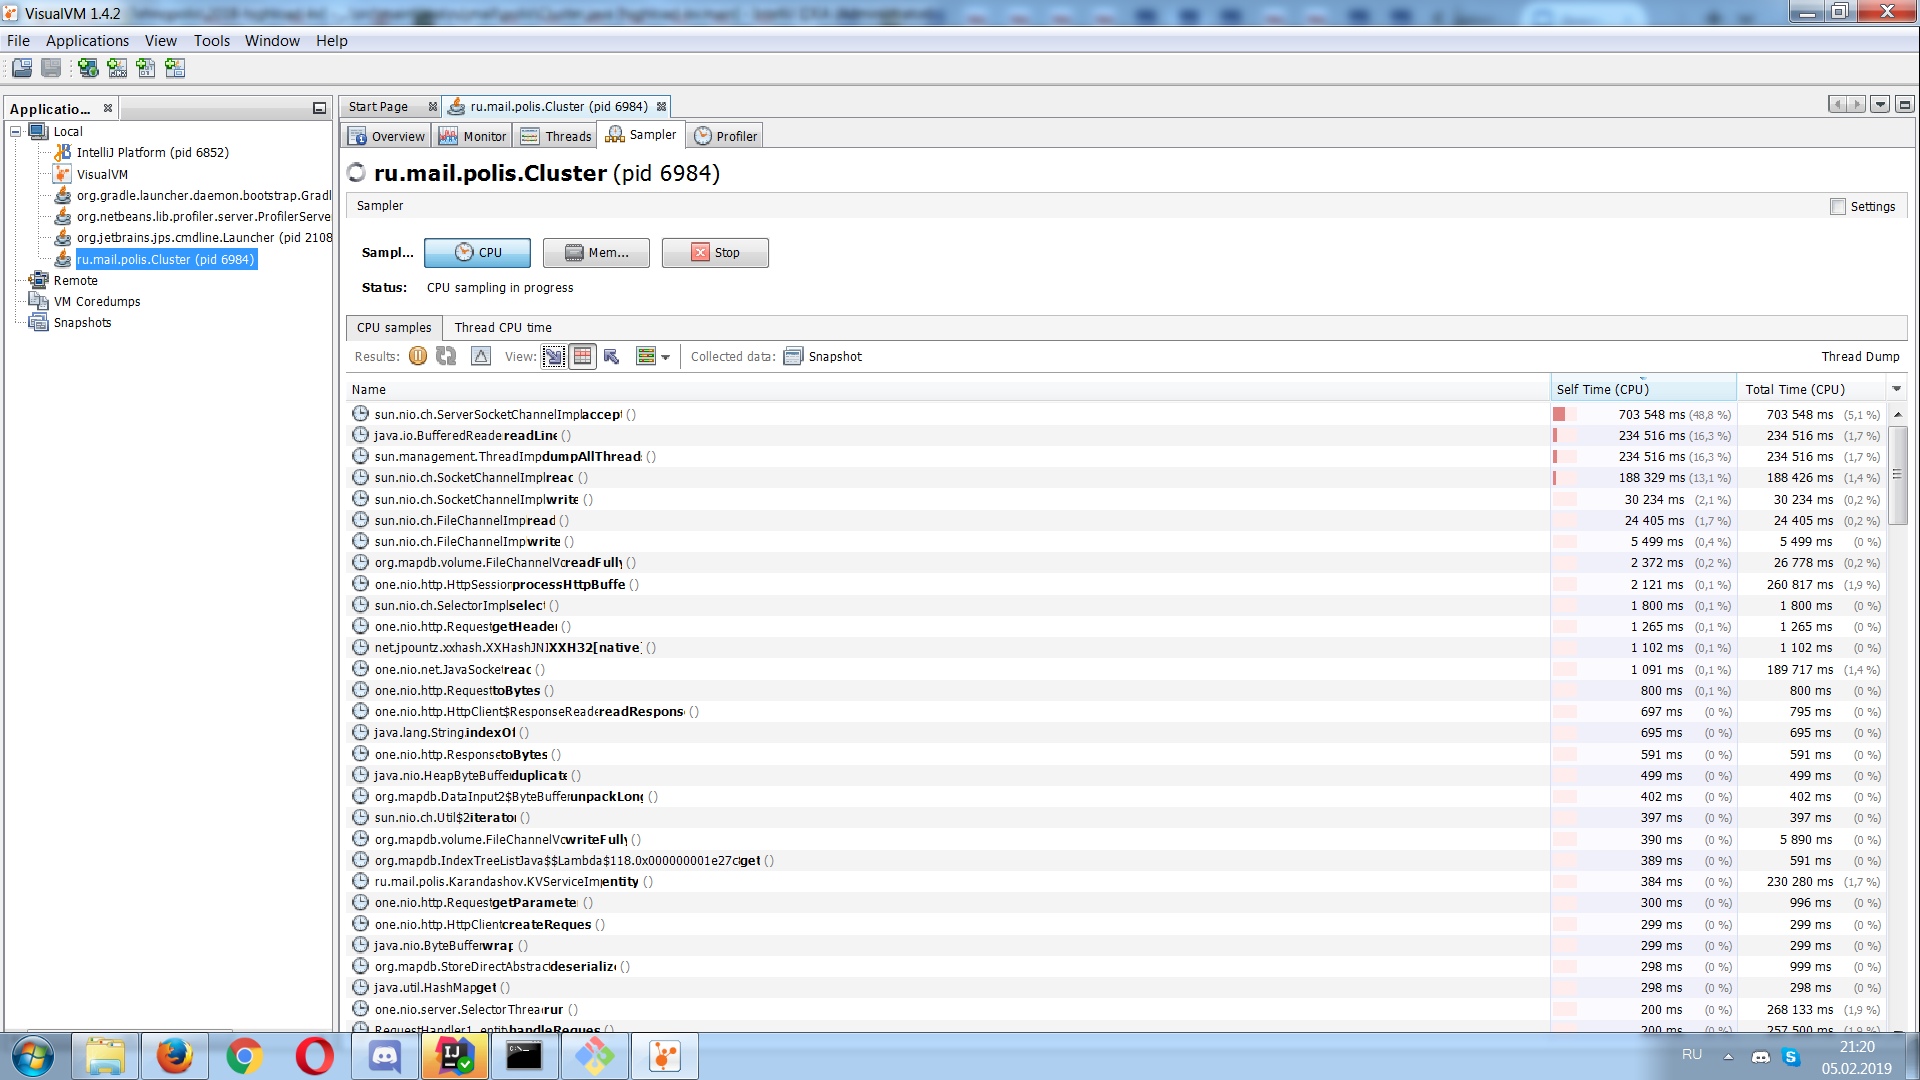 VisualVM 1.4.2
File Applications View Tools Window Help
Applicatio...
Start Page
ru.mail.polis.Cluster (pid 6984)
Local
IntelliJ Platform (pid 6852)
VisualVM
org.gradle.launcher.daemon.bootstrap.Gradl
org.netbeans.lib.profiler.server.ProfilerServe
org.jetbrains.jps.cmdline.Launcher (pid 2108
ru.mail.polis.Cluster (pid 6984)
Remote
VM Coredumps
Snapshots
Overview Monitor Threads Sampler Profiler
ru.mail.polis.Cluster (pid 6984)
Sampler
Settings
Sampl... CPU Mem... Stop
Status: CPU sampling in progress
CPU samples Thread CPU time
Results: View: Collected data: Snapshot Thread Dump
Name Self Time (CPU) Total Time (CPU)
sun.nio.ch.ServerSocketChannelImpl accept () 703 548 ms (48,8 %) 703 548 ms (5,1 %)
java.io.BufferedReade readLine () 234 516 ms (16,3 %) 234 516 ms (1,7 %)
sun.management.ThreadImp dumpAllThread () 234 516 ms (16,3 %) 234 516 ms (1,7 %)
sun.nio.ch.SocketChannelImpl read () 188 329 ms (13,1 %) 188 426 ms (1,4 %)
sun.nio.ch.SocketChannelImpl write () 30 234 ms (2,1 %) 30 234 ms (0,2 %)
sun.nio.ch.FileChannelImp read () 24 405 ms (1,7 %) 24 405 ms (0,2 %)
sun.nio.ch.FileChannelImp write () 5 499 ms (0,4 %) 5 499 ms (0 %)
org.mapdb.volume.FileChannelVo readFully () 2 372 ms (0,2 %) 26 778 ms (0,2 %)
one.nio.http.HttpSession processHttpBuffe () 2 121 ms (0,1 %) 260 817 ms (1,9 %)
sun.nio.ch.SelectorImpl select () 1 800 ms (0,1 %) 1 800 ms (0 %)
one.nio.http.Request getHeader () 1 265 ms (0,1 %) 1 265 ms (0 %)
net.jpountz.xxhash.XXHashJNI XXH32[native] () 1 102 ms (0,1 %) 1 102 ms (0 %)
one.nio.net.JavaSocket read () 1 091 ms (0,1 %) 189 717 ms (1,4 %)
one.nio.http.Request toBytes () 800 ms (0,1 %) 800 ms (0 %)
one.nio.http.HttpClient$ResponseReade readRespons () 697 ms (0 %) 795 ms (0 %)
java.lang.String indexOf () 695 ms (0 %) 695 ms (0 %)
one.nio.http.Response toBytes () 591 ms (0 %) 591 ms (0 %)
java.nio.HeapByteBuffer duplicate () 499 ms (0 %) 499 ms (0 %)
org.mapdb.DataInput2$ByteBuffer unpackLong () 402 ms (0 %) 402 ms (0 %)
sun.nio.ch.Util$2 iterator () 397 ms (0 %) 397 ms (0 %)
org.mapdb.volume.FileChannelVo writeFully () 390 ms (0 %) 5 890 ms (0 %)
org.mapdb.IndexTreeListJava$$Lambda$118.0x000000001e27c get () 389 ms (0 %) 591 ms (0 %)
ru.mail.polis.Karandashov.KVServiceImp entity () 384 ms (0 %) 230 280 ms (1,7 %)
one.nio.http.Request getParamete () 300 ms (0 %) 996 ms (0 %)
one.nio.http.HttpClient createReques () 299 ms (0 %) 299 ms (0 %)
java.nio.ByteBuffer wrap () 299 ms (0 %) 299 ms (0 %)
org.mapdb.StoreDirectAbstract deserialize () 298 ms (0 %) 999 ms (0 %)
java.util.HashMap get () 298 ms (0 %) 298 ms (0 %)
one.nio.server.SelectorThread run () 200 ms (0 %) 268 133 ms (1,9 %)
RequestHandler1_entity handleReques () 200 ms (0 %) 257 500 ms (1,9 %)
RU
21:20
05.02.2019